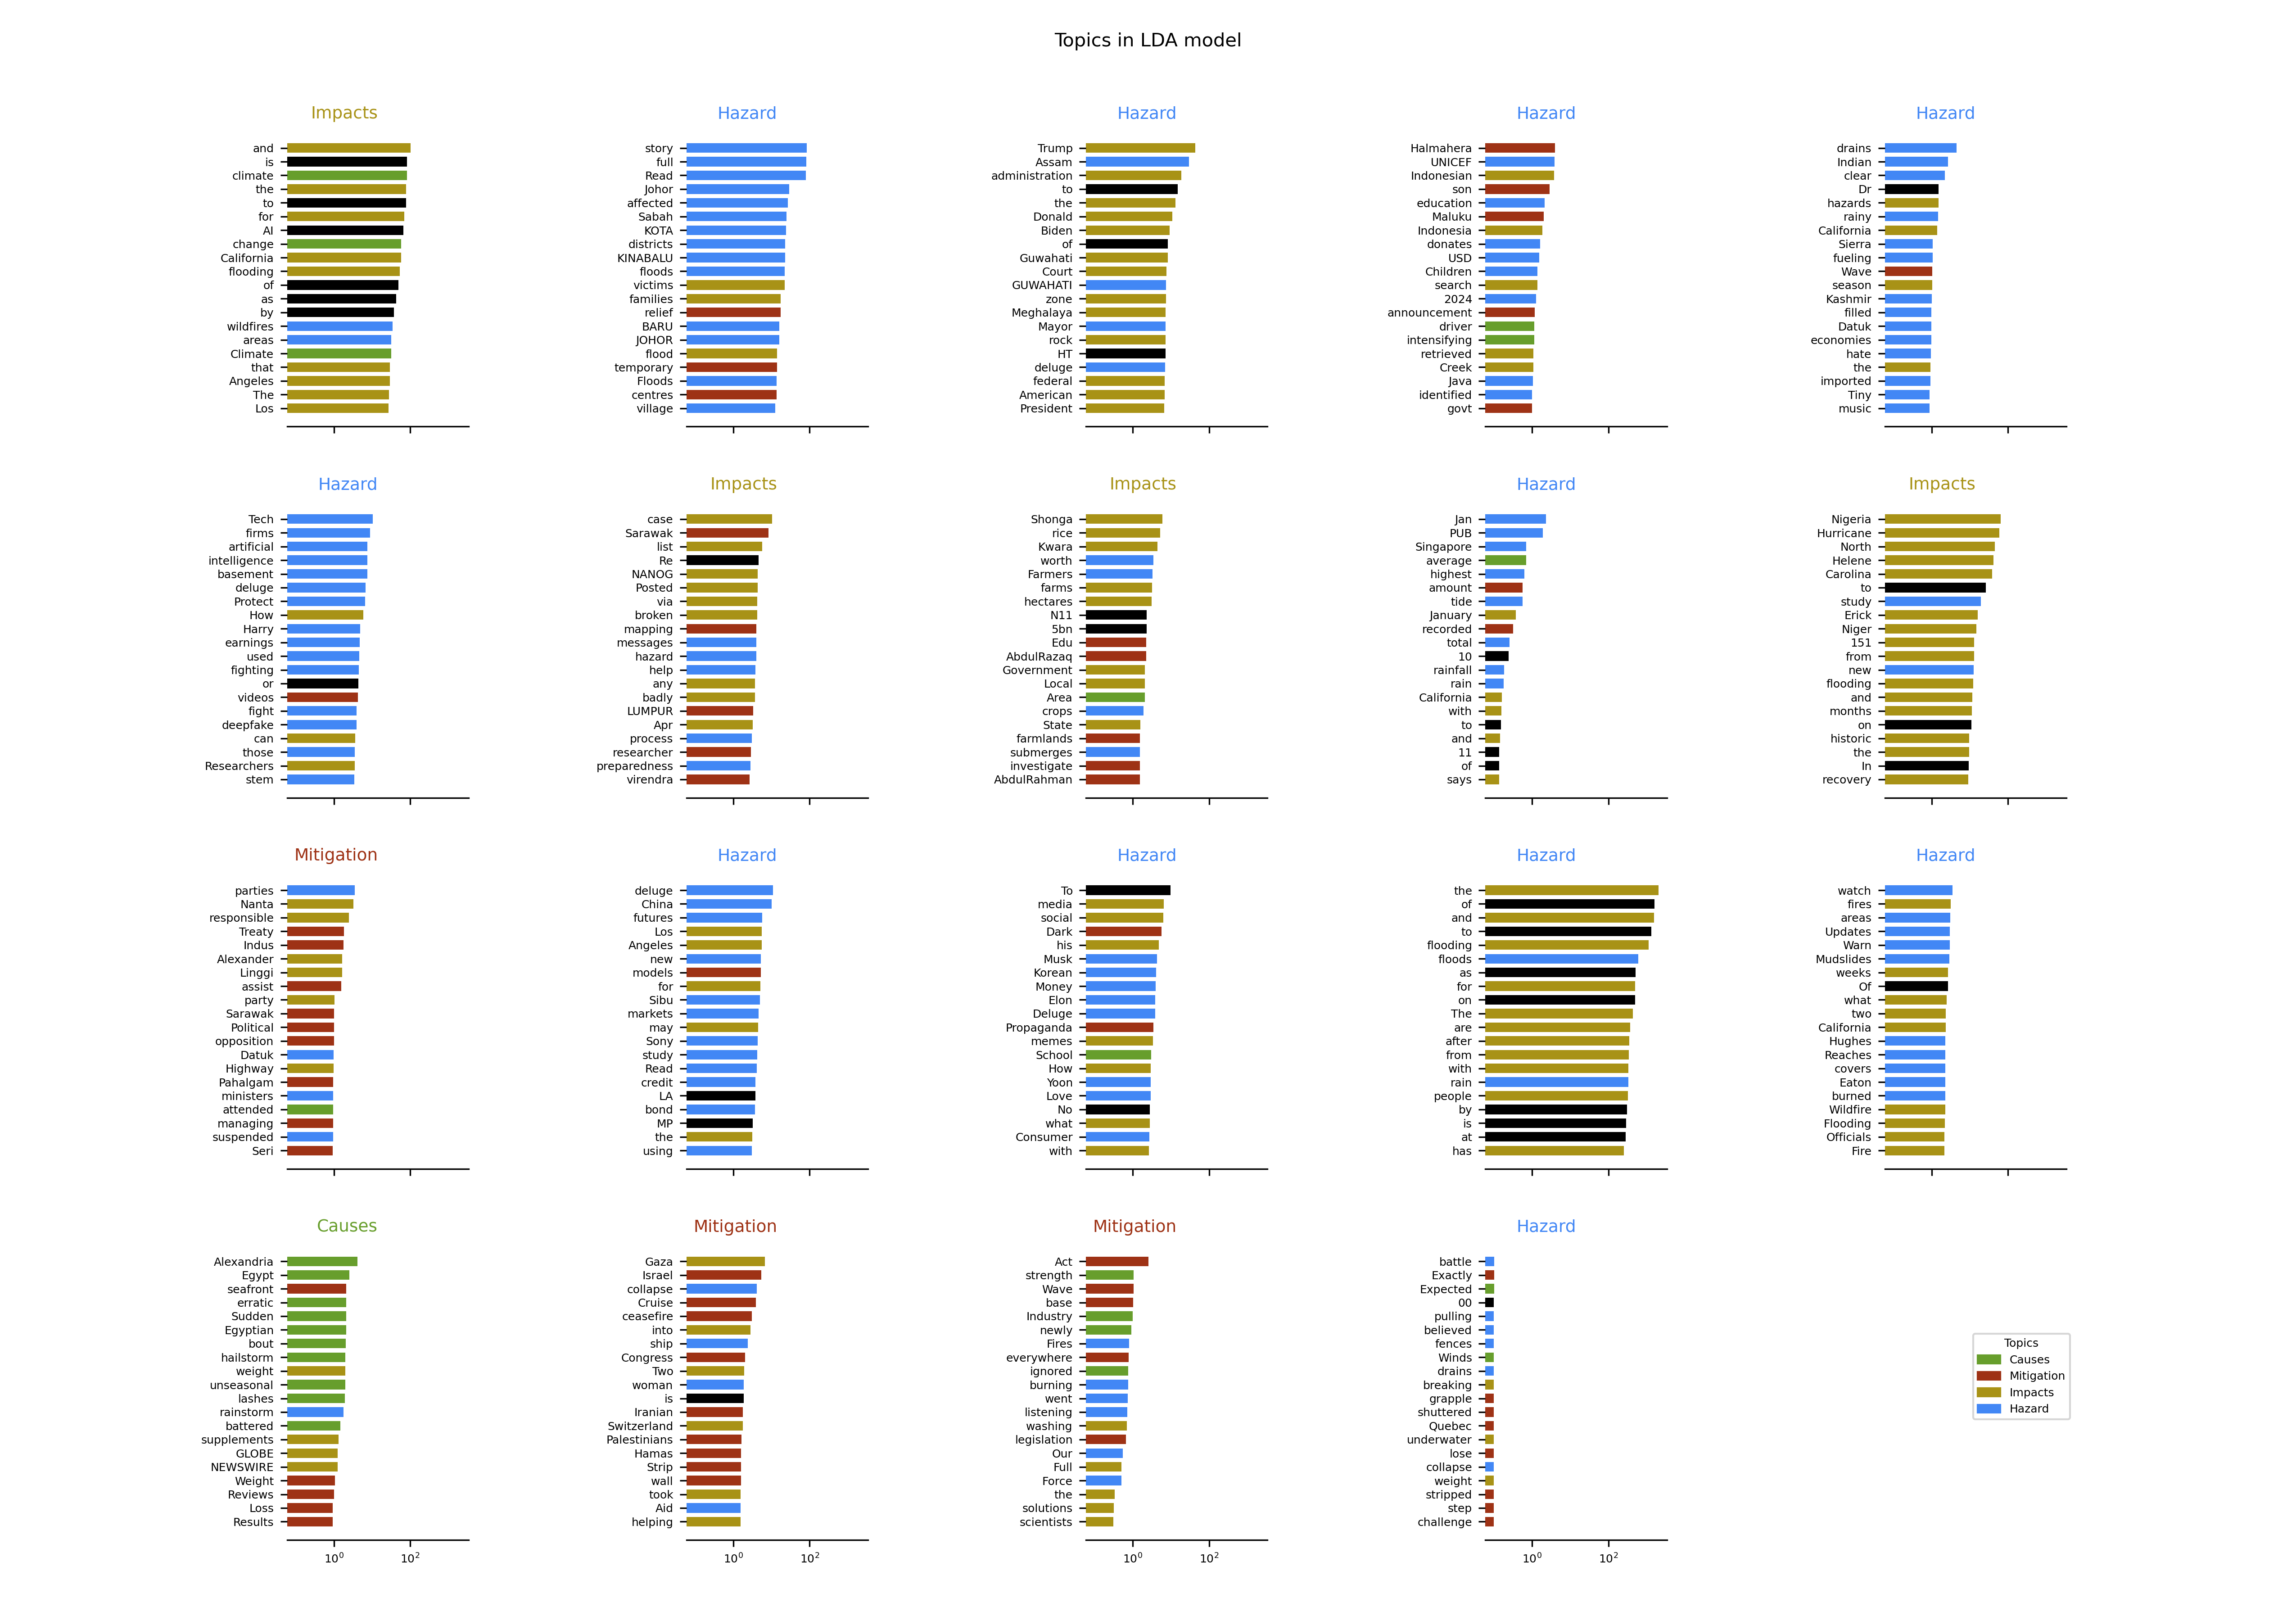 Topics in LDA model
Impacts
and
is
climate
the
to
for
AI
change
California
flooding
of
as
by
wildfires
areas
Climate
that
Angeles
The
Los
Hazard
story
full
Read
Johor
affected
Sabah
KOTA
districts
KINABALU
floods
victims
families
relief
BARU
JOHOR
flood
temporary
Floods
centres
village
Hazard
Trump
Assam
administration
to
the
Donald
Biden
of
Guwahati
Court
GUWAHATI
zone
Meghalaya
Mayor
rock
HT
deluge
federal
American
President
Hazard
Halmahera
UNICEF
Indonesian
son
education
Maluku
Indonesia
donates
USD
Children
search
2024
announcement
driver
intensifying
retrieved
Creek
Java
identified
govt
Hazard
drains
Indian
clear
Dr
hazards
rainy
California
Sierra
fueling
Wave
season
Kashmir
filled
Datuk
economies
hate
the
imported
Tiny
music
Hazard
Tech
firms
artificial
intelligence
basement
deluge
Protect
How
Harry
earnings
used
fighting
or
videos
fight
deepfake
can
those
Researchers
stem
Impacts
case
Sarawak
list
Re
NANOG
Posted
via
broken
mapping
messages
hazard
help
any
badly
LUMPUR
Apr
process
researcher
preparedness
virendra
Impacts
Shonga
rice
Kwara
worth
Farmers
farms
hectares
N11
5bn
Edu
AbdulRazaq
Government
Local
Area
crops
State
farmlands
submerges
investigate
AbdulRahman
Hazard
Jan
PUB
Singapore
average
highest
amount
tide
January
recorded
total
10
rainfall
rain
California
with
to
and
11
of
says
Impacts
Nigeria
Hurricane
North
Helene
Carolina
to
study
Erick
Niger
151
from
new
flooding
and
months
on
historic
the
In
recovery
Mitigation
parties
Nanta
responsible
Treaty
Indus
Alexander
Linggi
assist
party
Sarawak
Political
opposition
Datuk
Highway
Pahalgam
ministers
attended
managing
suspended
Seri
Hazard
deluge
China
futures
Los
Angeles
new
models
for
Sibu
markets
may
Sony
study
Read
credit
LA
bond
MP
the
using
Hazard
To
media
social
Dark
his
Musk
Korean
Money
Elon
Deluge
Propaganda
memes
School
How
Yoon
Love
No
what
Consumer
with
Hazard
the
of
and
to
flooding
floods
as
for
on
The
are
after
from
with
rain
people
by
is
at
has
Hazard
watch
fires
areas
Updates
Warn
Mudslides
weeks
Of
what
two
California
Hughes
Reaches
covers
Eaton
burned
Wildfire
Flooding
Officials
Fire
Causes
Alexandria
Egypt
seafront
erratic
Sudden
Egyptian
bout
hailstorm
weight
unseasonal
lashes
rainstorm
battered
supplements
GLOBE
NEWSWIRE
Weight
Reviews
Loss
Results
10⁰ 10²
Mitigation
Gaza
Israel
collapse
Cruise
ceasefire
into
ship
Congress
Two
woman
is
Iranian
Switzerland
Palestinians
Hamas
Strip
wall
took
Aid
helping
10⁰ 10²
Mitigation
Act
strength
Wave
base
Industry
newly
Fires
everywhere
ignored
burning
went
listening
washing
legislation
Our
Full
Force
the
solutions
scientists
10⁰ 10²
Hazard
battle
Exactly
Expected
00
pulling
believed
fences
Winds
drains
breaking
grapple
shuttered
Quebec
underwater
lose
collapse
weight
stripped
step
challenge
10⁰ 10²
Topics
Causes
Mitigation
Impacts
Hazard